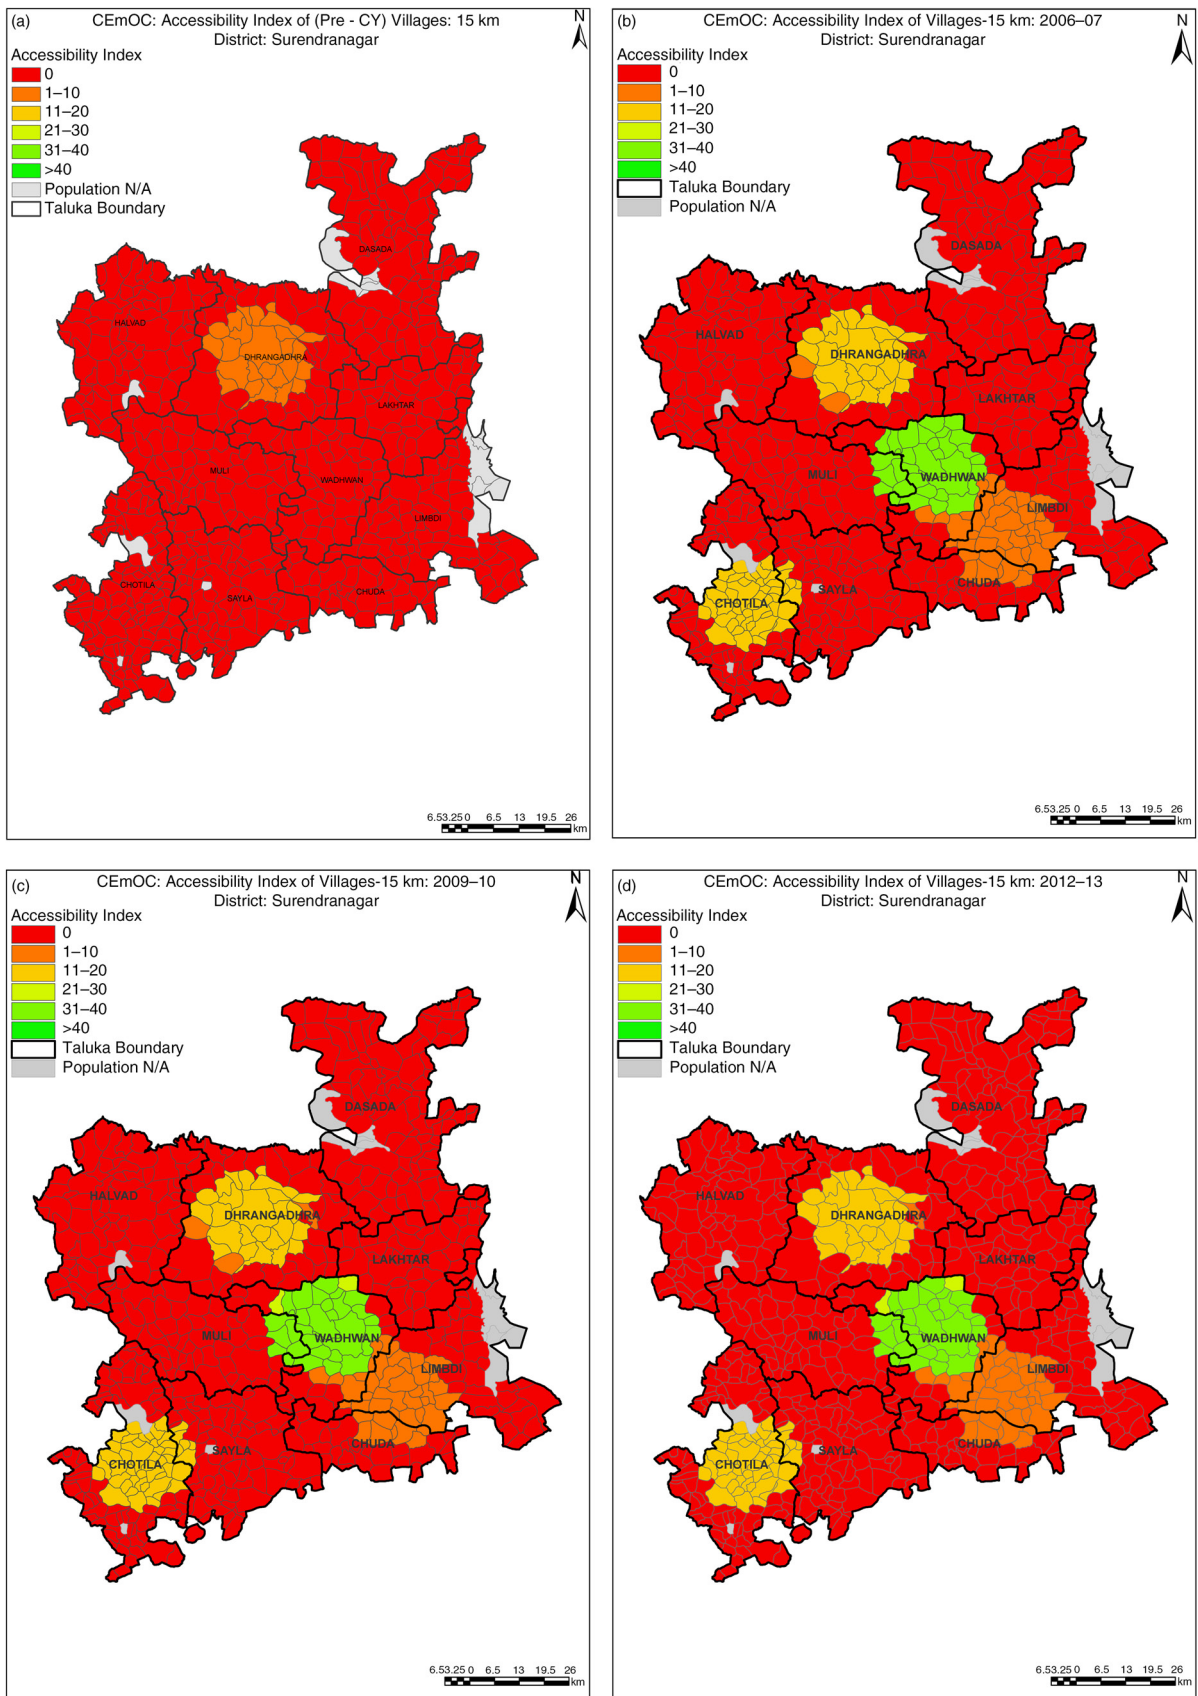 (a)
CEmOC: Accessibility Index of (Pre - CY) Villages: 15 km
District: Surendranagar
N
Accessibility Index
0
1–10
11–20
21–30
31–40
>40
Population N/A
Taluka Boundary
DASADA
HALVAD
DHRANGADHRA
LAKHTAR
MULI
WADHWAN
LIMBDI
CHOTILA
SAYLA
CHUDA
6.53.25 0 6.5 13 19.5 26
km
(b)
CEmOC: Accessibility Index of Villages-15 km: 2006–07
District: Surendranagar
N
Accessibility Index
0
1–10
11–20
21–30
31–40
>40
Taluka Boundary
Population N/A
DASADA
HALVAD
DHRANGADHRA
LAKHTAR
MULI
WADHWAN
LIMBDI
CHUDA
SAYLA
CHOTILA
6.53.25 0 6.5 13 19.5 26
km
(c)
CEmOC: Accessibility Index of Villages-15 km: 2009–10
District: Surendranagar
N
Accessibility Index
0
1–10
11–20
21–30
31–40
>40
Taluka Boundary
Population N/A
DASADA
HALVAD
DHRANGADHRA
LAKHTAR
MULI
WADHWAN
LIMBDI
CHUDA
SAYLA
CHOTILA
6.53.25 0 6.5 13 19.5 26
km
(d)
CEmOC: Accessibility Index of Villages-15 km: 2012–13
District: Surendranagar
N
Accessibility Index
0
1–10
11–20
21–30
31–40
>40
Taluka Boundary
Population N/A
DASADA
HALVAD
DHRANGADHRA
LAKHTAR
MULI
WADHWAN
LIMBDI
CHUDA
SAYLA
CHOTILA
6.53.25 0 6.5 13 19.5 26
km